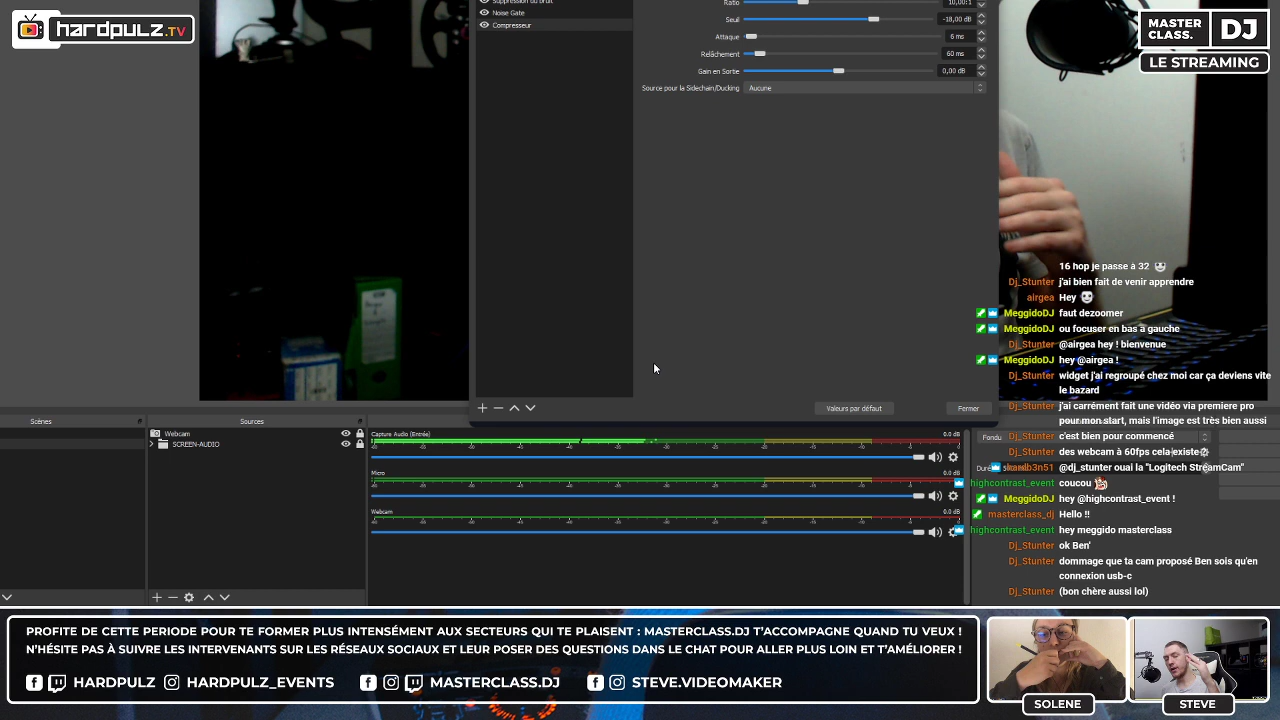 hardpulz.TV
MASTER CLASS. DJ
LE STREAMING
Suppression du bruit
Noise Gate
Compresseur
Ratio 10,00:1
Seuil -18,00 dB
Attaque 6 ms
Relâchement 60 ms
Gain en Sortie 0,00 dB
Source pour la Sidechain/Ducking Aucune
Valeurs par défaut Fermer
Scènes
Sources
Webcam
SCREEN-AUDIO
Capture Audio (Entrée) 0.0 dB
Micro 0.0 dB
Webcam 0.0 dB
Fondu
16 hop je passe à 32
Dj_Stunter j'ai bien fait de venir apprendre
airgea Hey
MeggidoDJ faut dezoomer
MeggidoDJ ou focuser en bas à gauche
Dj_Stunter @airgea hey ! bienvenue
MeggidoDJ hey @airgea !
Dj_Stunter widget j'ai regroupé chez moi car ça deviens vite
le bazard
Dj_Stunter j'ai carrément fait une vidéo via premiere pro
pour mon start, mais l'image est très bien aussi
Dj_Stunter c'est bien pour commencé
Dj_Stunter des webcam à 60fps cela existe
@dj_stunter ouai la "Logitech StreamCam"
highcontrast_event coucou
MeggidoDJ hey @highcontrast_event !
masterclass_dj Hello !!
highcontrast_event hey meggido masterclass
Dj_Stunter ok Ben'
Dj_Stunter dommage que ta cam proposé Ben sois qu'en
connexion usb-c
Dj_Stunter (bon chère aussi lol)
PROFITE DE CETTE PERIODE POUR TE FORMER PLUS INTENSÉMENT AUX SECTEURS QUI TE PLAISENT : MASTERCLASS.DJ T'ACCOMPAGNE QUAND TU VEUX !
N'HÉSITE PAS À SUIVRE LES INTERVENANTS SUR LES RÉSEAUX SOCIAUX ET LEUR POSER DES QUESTIONS DANS LE CHAT POUR ALLER PLUS LOIN ET T'AMÉLIORER !
HARDPULZ HARDPULZ_EVENTS MASTERCLASS.DJ STEVE.VIDEOMAKER
SOLENE
STEVE